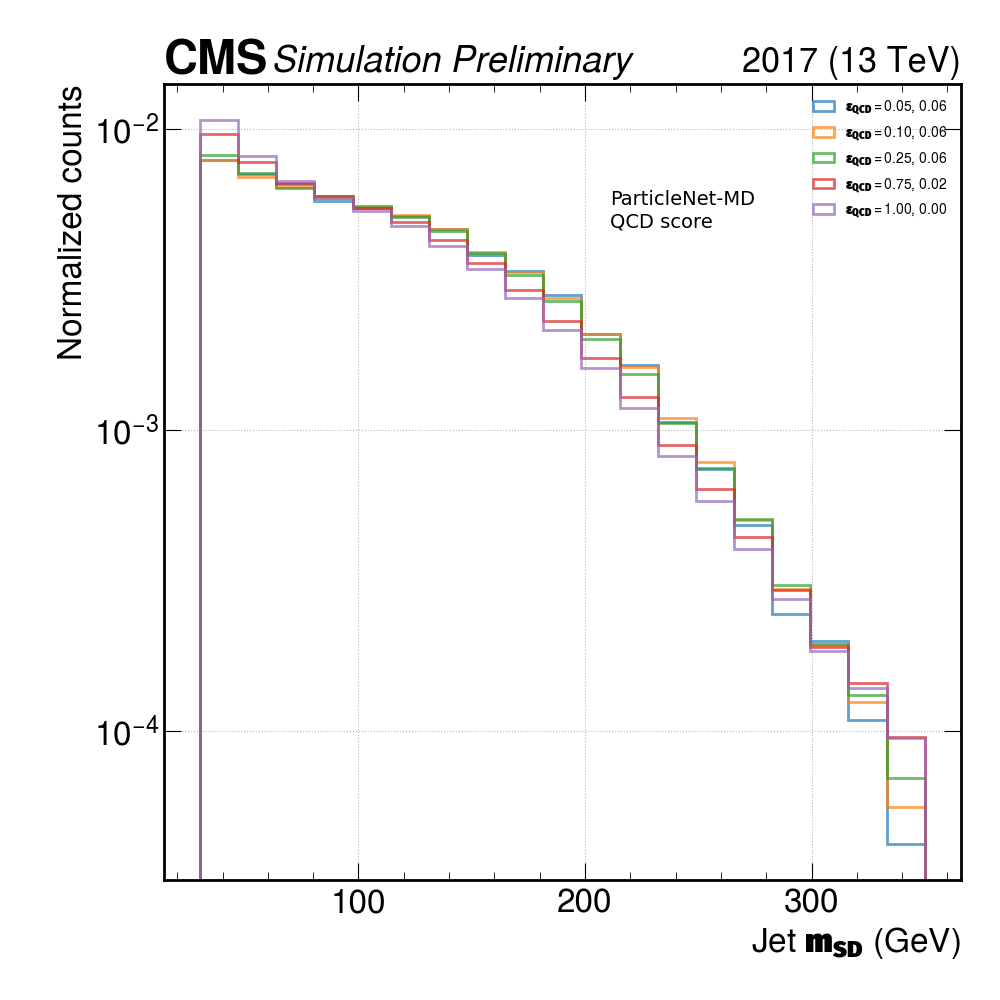 CMS Simulation Preliminary 2017 (13 TeV)
Normalized counts
10⁻²
10⁻³
10⁻⁴
ε_QCD = 0.05, 0.06
ε_QCD = 0.10, 0.06
ε_QCD = 0.25, 0.06
ε_QCD = 0.75, 0.02
ε_QCD = 1.00, 0.00
ParticleNet-MD
QCD score
100 200 300
Jet m_SD (GeV)